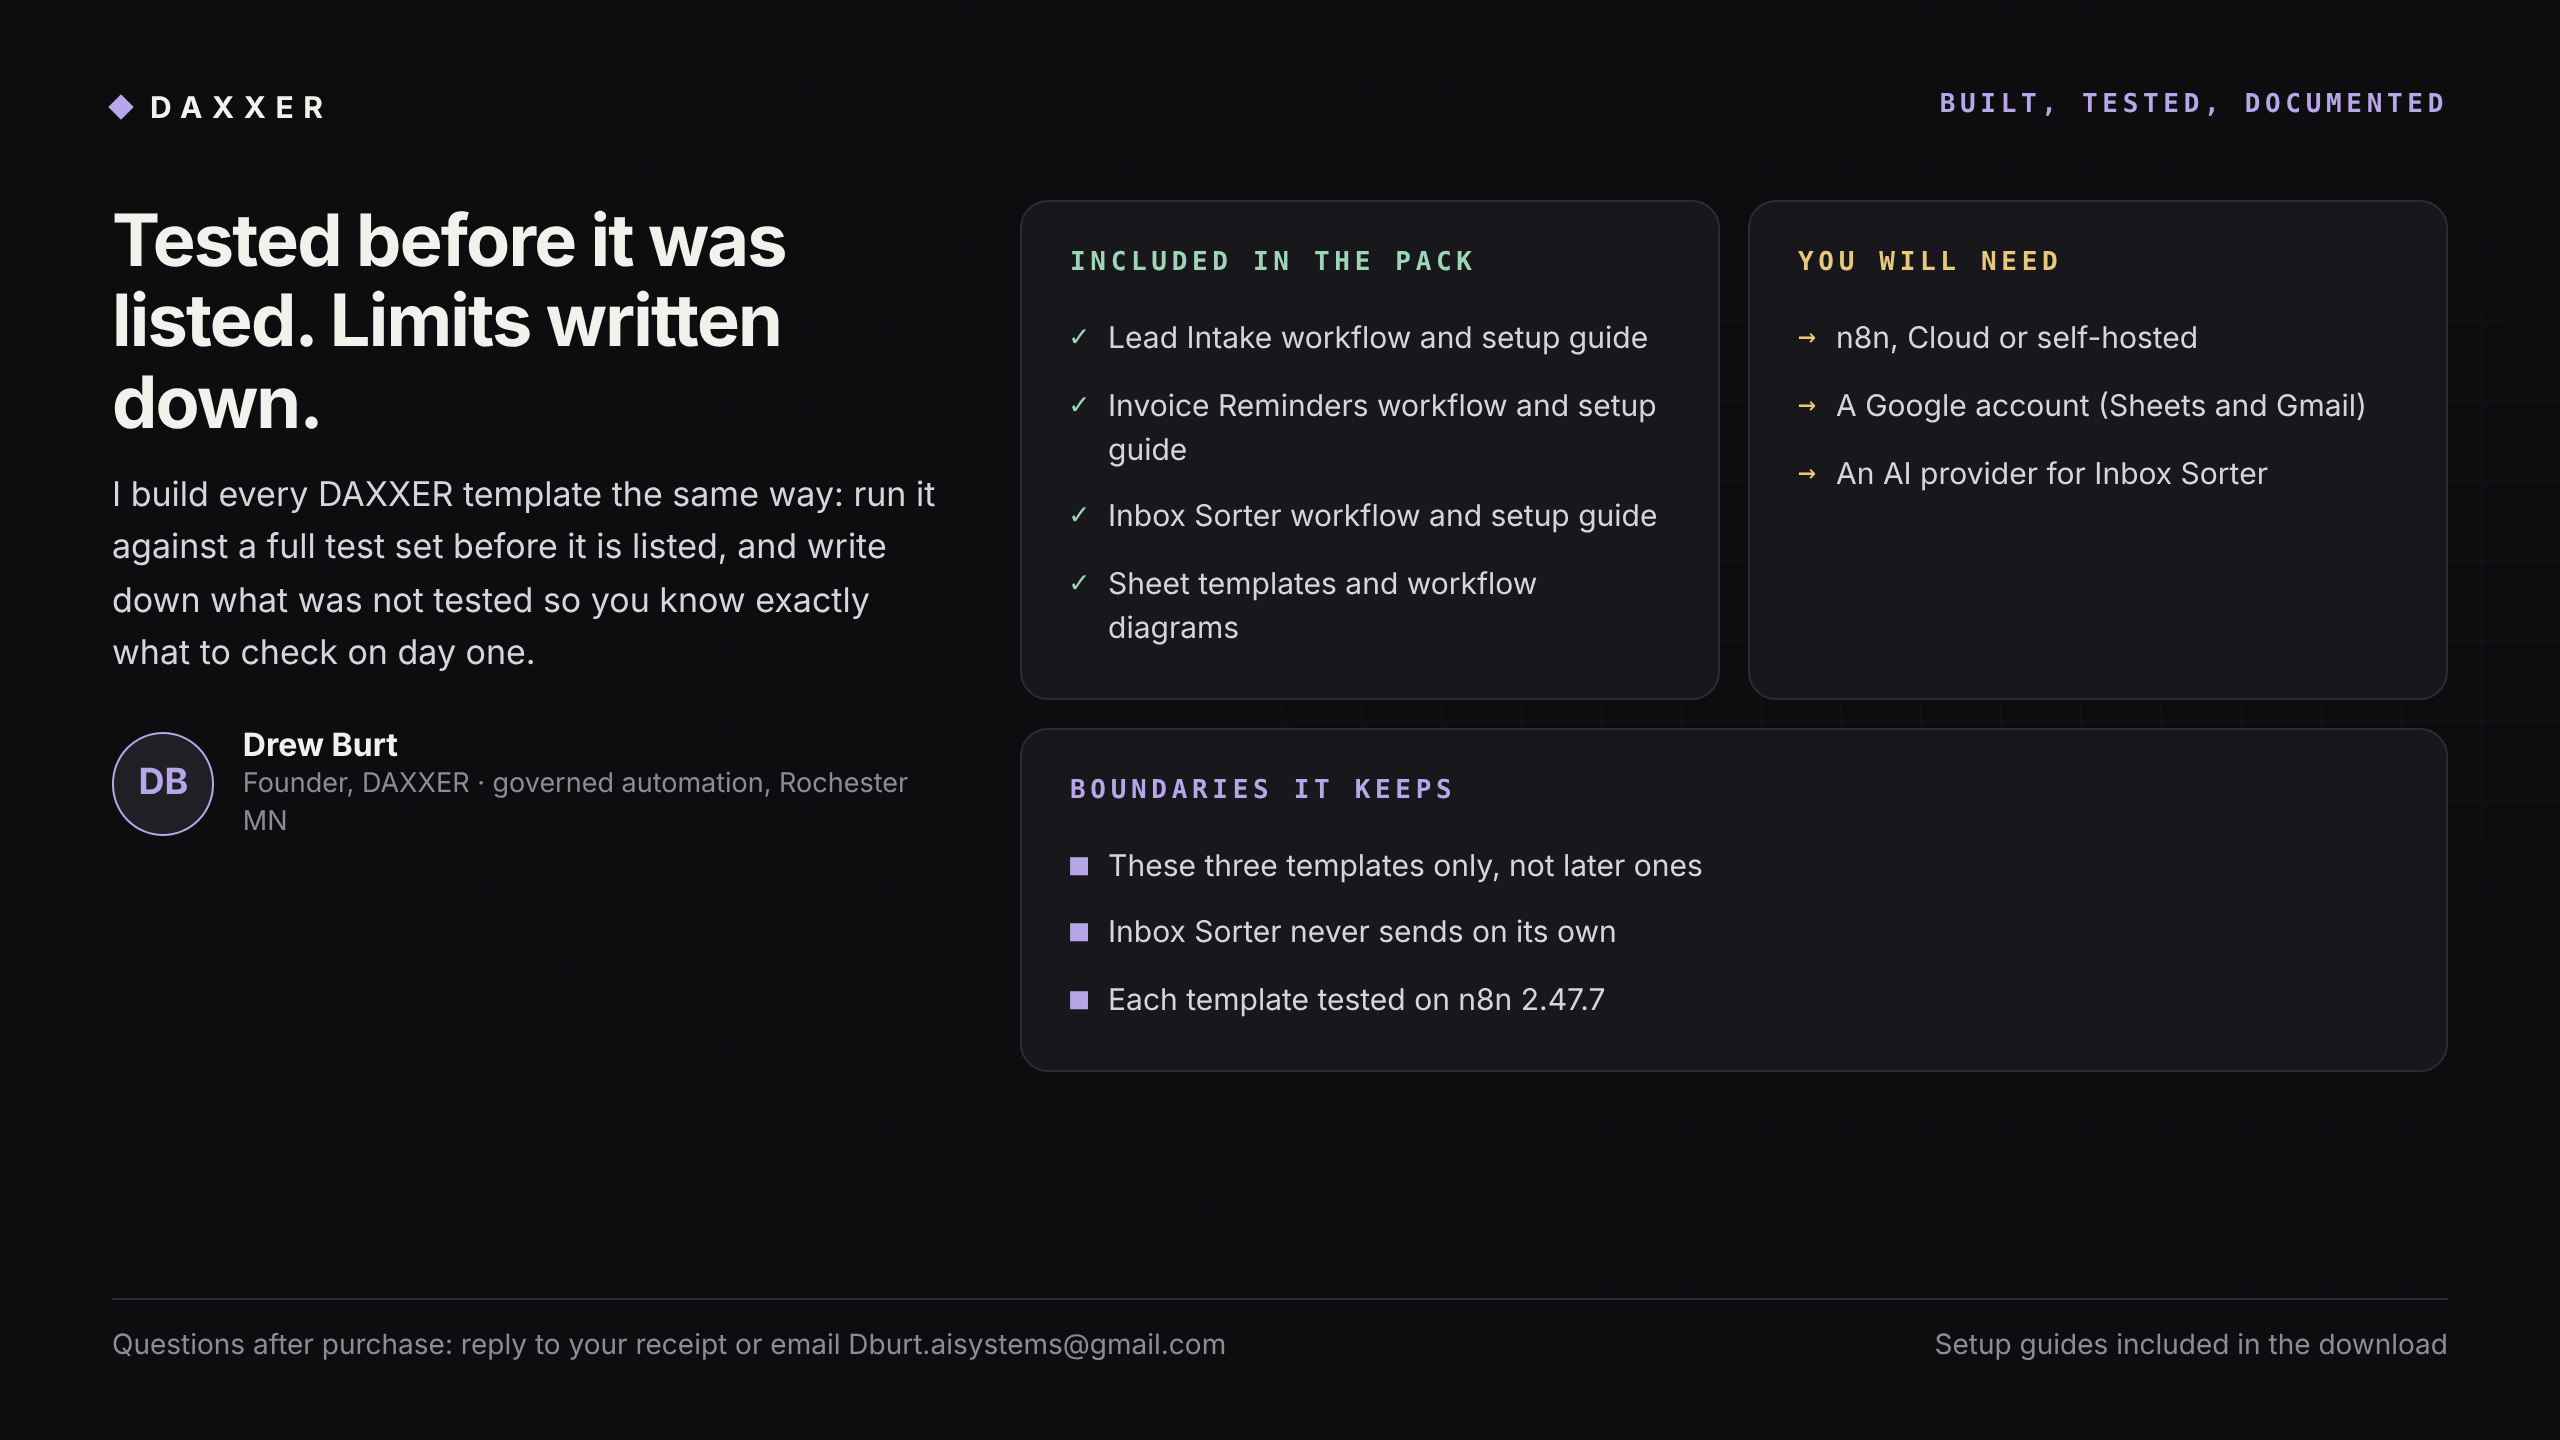 DAXXER
BUILT, TESTED, DOCUMENTED
Tested before it was
listed. Limits written
down.
I build every DAXXER template the same way: run it
against a full test set before it is listed, and write
down what was not tested so you know exactly
what to check on day one.
DB
Drew Burt
Founder, DAXXER · governed automation, Rochester
MN
INCLUDED IN THE PACK
✓ Lead Intake workflow and setup guide
✓ Invoice Reminders workflow and setup
guide
✓ Inbox Sorter workflow and setup guide
✓ Sheet templates and workflow
diagrams
YOU WILL NEED
→ n8n, Cloud or self-hosted
→ A Google account (Sheets and Gmail)
→ An AI provider for Inbox Sorter
BOUNDARIES IT KEEPS
■ These three templates only, not later ones
■ Inbox Sorter never sends on its own
■ Each template tested on n8n 2.47.7
Questions after purchase: reply to your receipt or email Dburt.aisystems@gmail.com
Setup guides included in the download